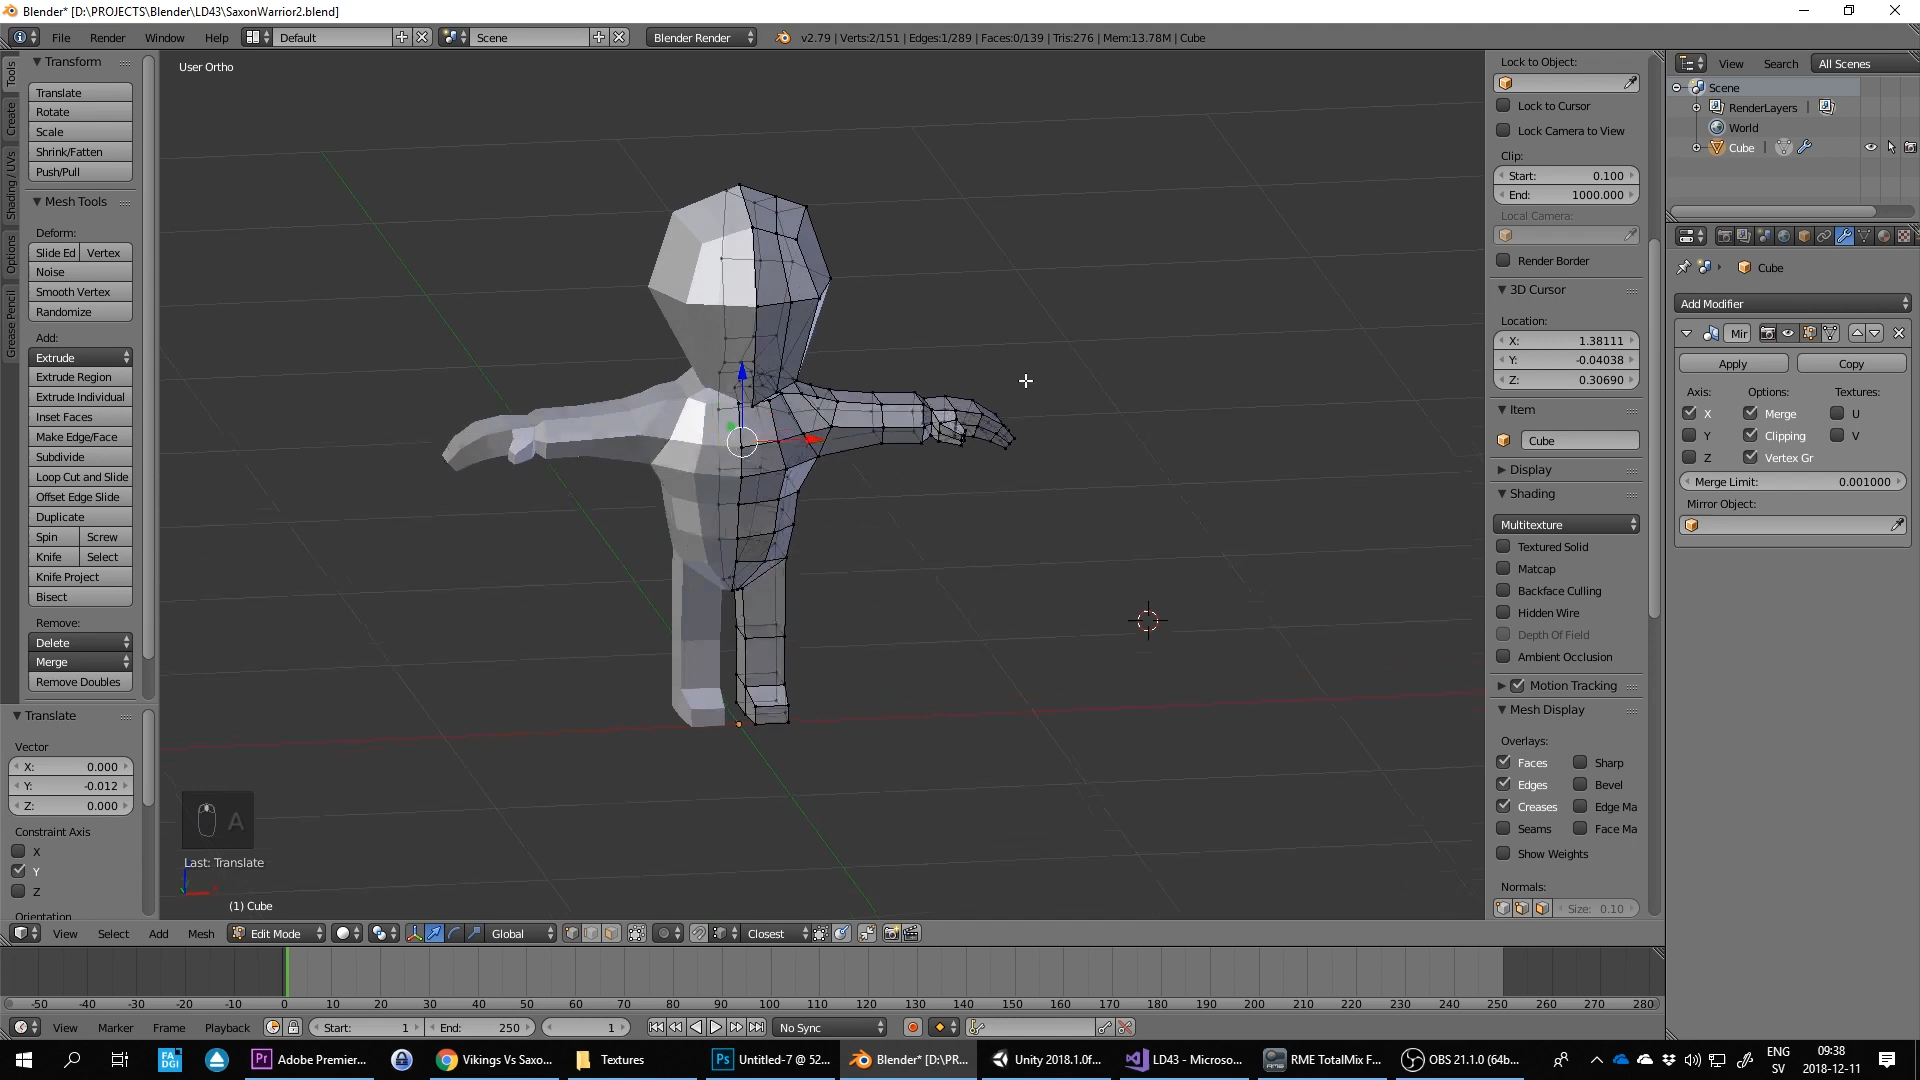 Blender* [D:\PROJECTS\Blender\LD43\SaxonWarrior2.blend]
File Render Window Help Default Scene Blender Render v2.79 | Verts:2/151 | Edges:1/289 | Faces:0/139 | Tris:276 | Mem:13.78M | Cube
Tools
Create
Shading / UVs
Options
Grease Pencil
Transform
Translate
Rotate
Scale
Shrink/Fatten
Push/Pull
Mesh Tools
Deform:
Slide Ed Vertex
Noise
Smooth Vertex
Randomize
Add:
Extrude
Extrude Region
Extrude Individual
Inset Faces
Make Edge/Face
Subdivide
Loop Cut and Slide
Offset Edge Slide
Duplicate
Spin Screw
Knife Select
Knife Project
Bisect
Remove:
Delete
Merge
Remove Doubles
Translate
Vector
X: 0.000
Y: -0.012
Z: 0.000
Constraint Axis
X
Y
Z
Orientation
User Ortho
A
Last: Translate
(1) Cube
Lock to Object:
Lock to Cursor
Lock Camera to View
Clip:
Start: 0.100
End: 1000.000
Local Camera:
Render Border
3D Cursor
Location:
X: 1.38111
Y: -0.04038
Z: 0.30690
Item
Cube
Display
Shading
Multitexture
Textured Solid
Matcap
Backface Culling
Hidden Wire
Depth Of Field
Ambient Occlusion
Motion Tracking
Mesh Display
Overlays:
Faces Sharp
Edges Bevel
Creases Edge Ma
Seams Face Ma
Show Weights
Normals:
Size: 0.10
View Search All Scenes
Scene
RenderLayers |
World
Cube |
Cube
Add Modifier
Mir
Apply Copy
Axis: Options: Textures:
X Merge U
Y Clipping V
Z Vertex Gr
Merge Limit: 0.001000
Mirror Object:
View Select Add Mesh Edit Mode Global Closest
-50 -40 -30 -20 -10 0 10 20 30 40 50 60 70 80 90 100 110 120 130 140 150 160 170 180 190 200 210 220 230 240 250 260 270 280
View Marker Frame Playback Start: 1 End: 250 1 No Sync
FA
DGI
Pr Adobe Premier... Vikings Vs Saxo... Textures Ps Untitled-7 @ 52... Blender* [D:\PR... Unity 2018.1.0f... LD43 - Microso... RME TotalMix F... OBS 21.1.0 (64b...
ENG
SV
09:38
2018-12-11